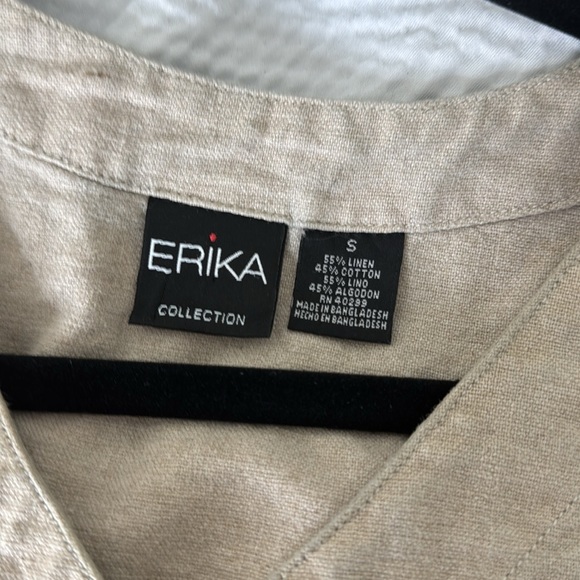 ERiKA
COLLECTION
S
55% LINEN
45% COTTON
55% LINO
45% ALGODON
RN 40299
MADE IN BANGLADESH
HECHO EN BANGLADESH